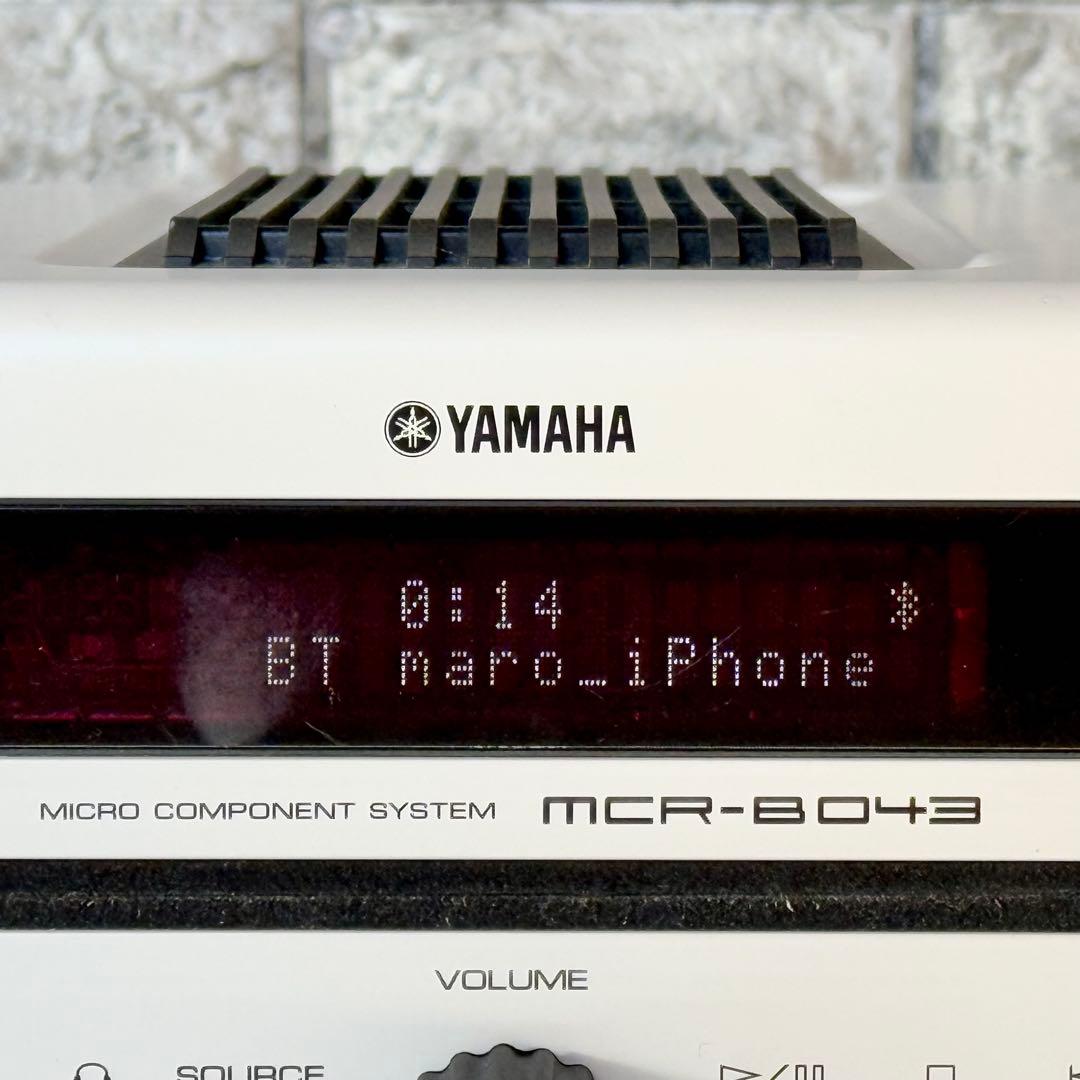 YAMAHA
0:14
BT maro_iPhone
MICRO COMPONENT SYSTEM MCR-B043
VOLUME
SOURCE